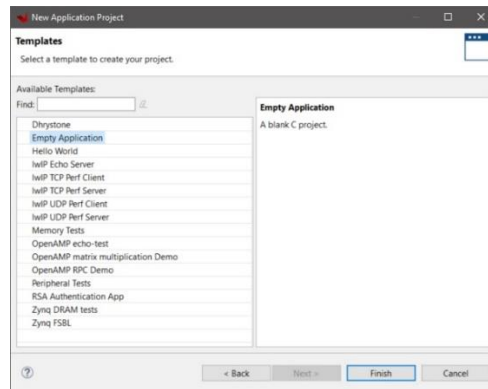 New Application Project
Templates
Select a template to create your project.
Available Templates:
Find:
Dhrystone
Empty Application
Hello World
lwIP Echo Server
lwIP TCP Perf Client
lwIP TCP Perf Server
lwIP UDP Perf Client
lwIP UDP Perf Server
Memory Tests
OpenAMP echo-test
OpenAMP matrix multiplication Demo
OpenAMP RPC Demo
Peripheral Tests
RSA Authentication App
Zynq DRAM tests
Zynq FSBL
Empty Application
A blank C project.
?
< Back
Next >
Finish
Cancel